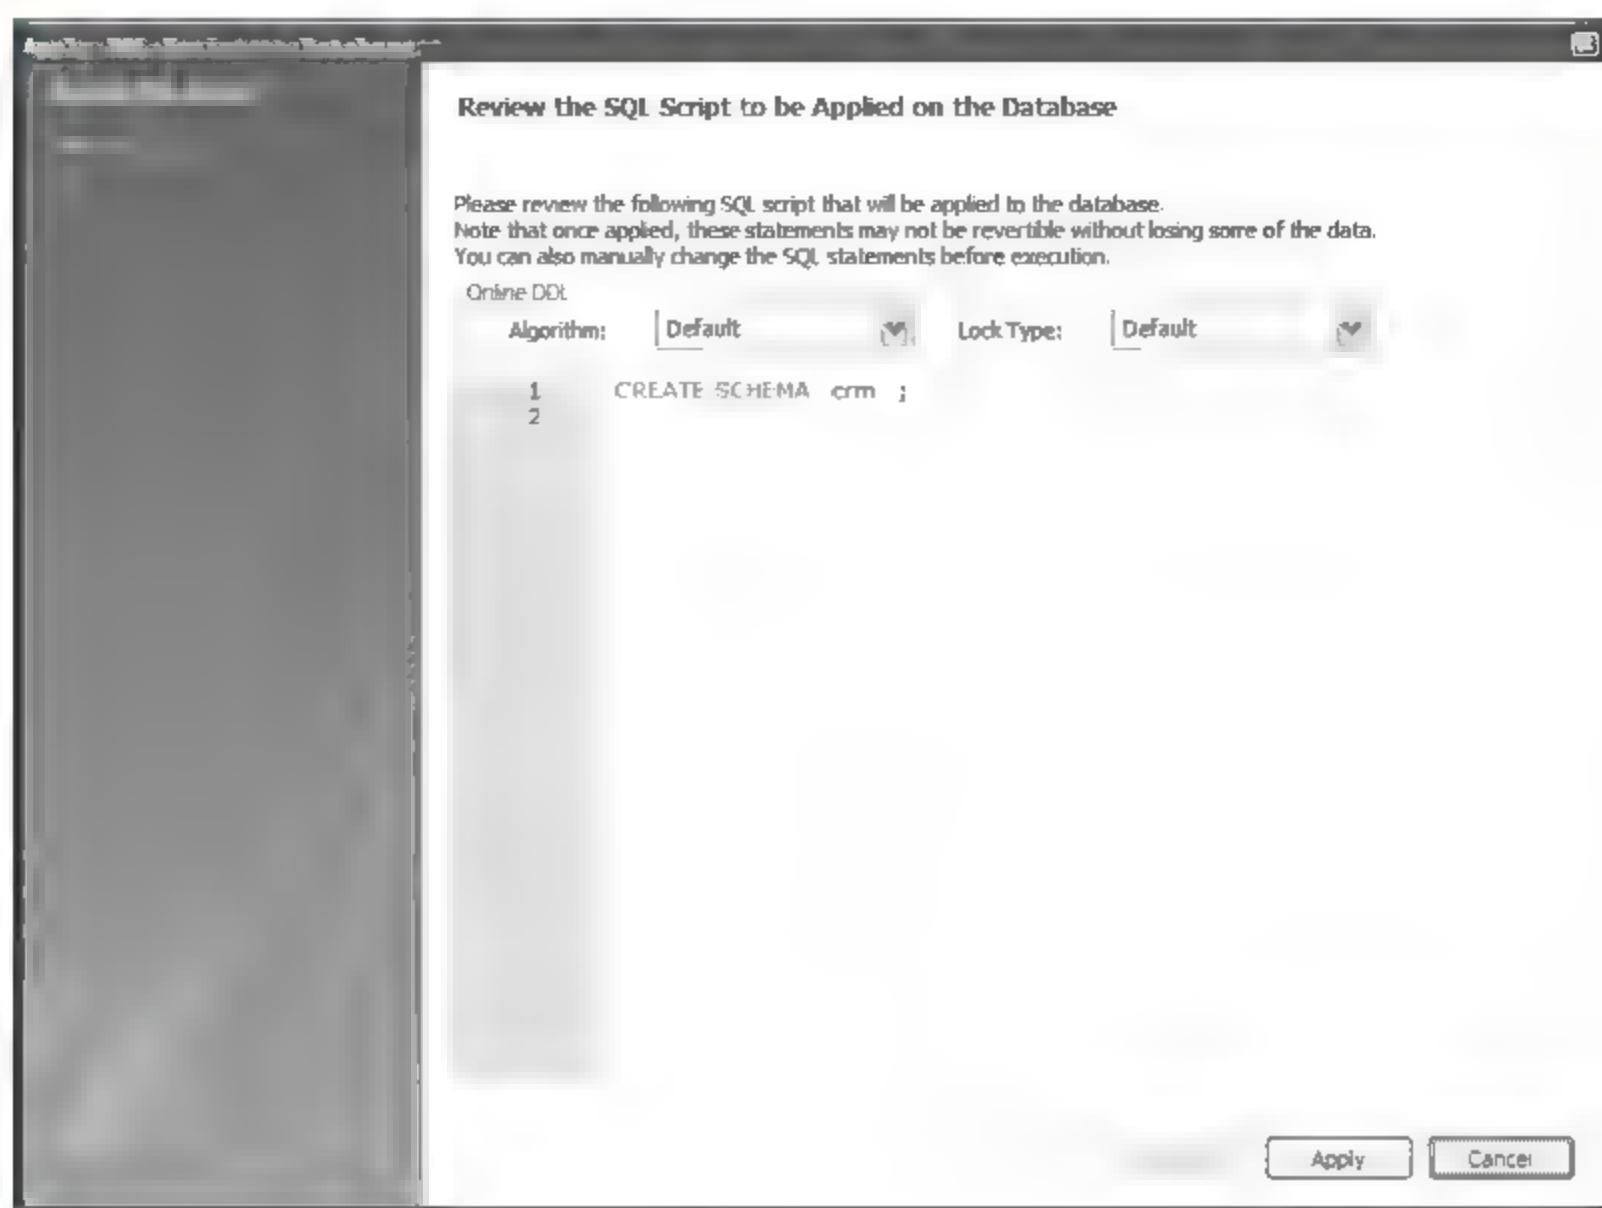 Review the SQL Script to be Applied on the Database
Please review the following SQL script that will be applied to the database.
Note that once applied, these statements may not be revertible without losing some of the data.
You can also manually change the SQL statements before execution.
Online DDL
Algorithm: Default Lock Type: Default
1 CREATE SCHEMA crm ;
2
Apply Cancel